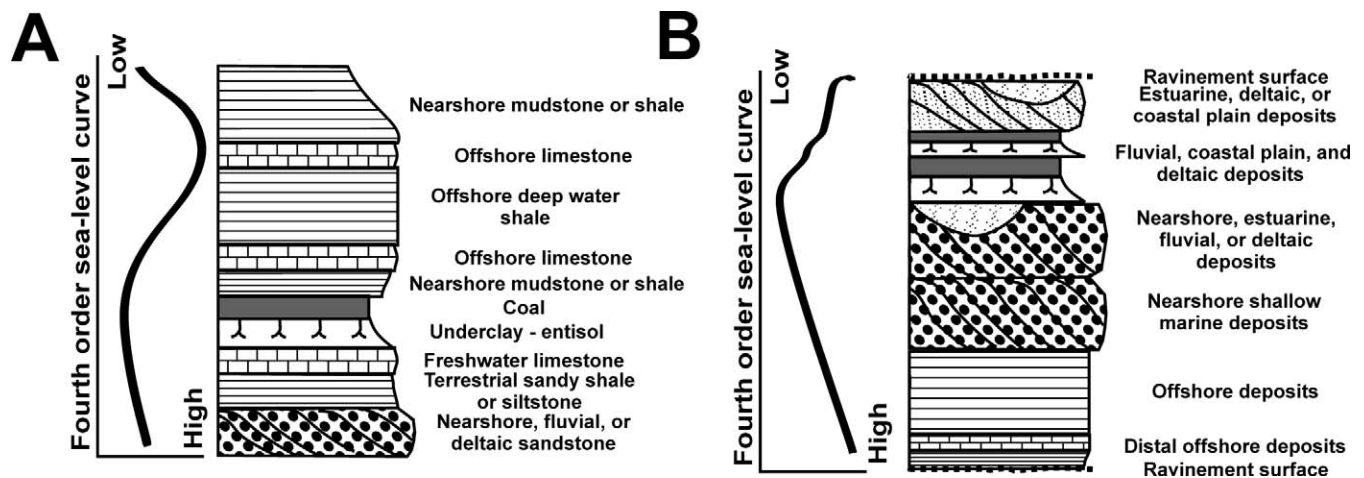 A
Fourth order sea-level curve
Low
High
Nearshore mudstone or shale
Offshore limestone
Offshore deep water
shale
Offshore limestone
Nearshore mudstone or shale
Coal
Underclay - entisol
Freshwater limestone
Terrestrial sandy shale
or siltstone
Nearshore, fluvial, or
deltaic sandstone
B
Fourth order sea-level curve
Low
High
Ravinement surface
Estuarine, deltaic, or
coastal plain deposits
Fluvial, coastal plain, and
deltaic deposits
Nearshore, estuarine,
fluvial, or deltaic
deposits
Nearshore shallow
marine deposits
Offshore deposits
Distal offshore deposits
Ravinement surface